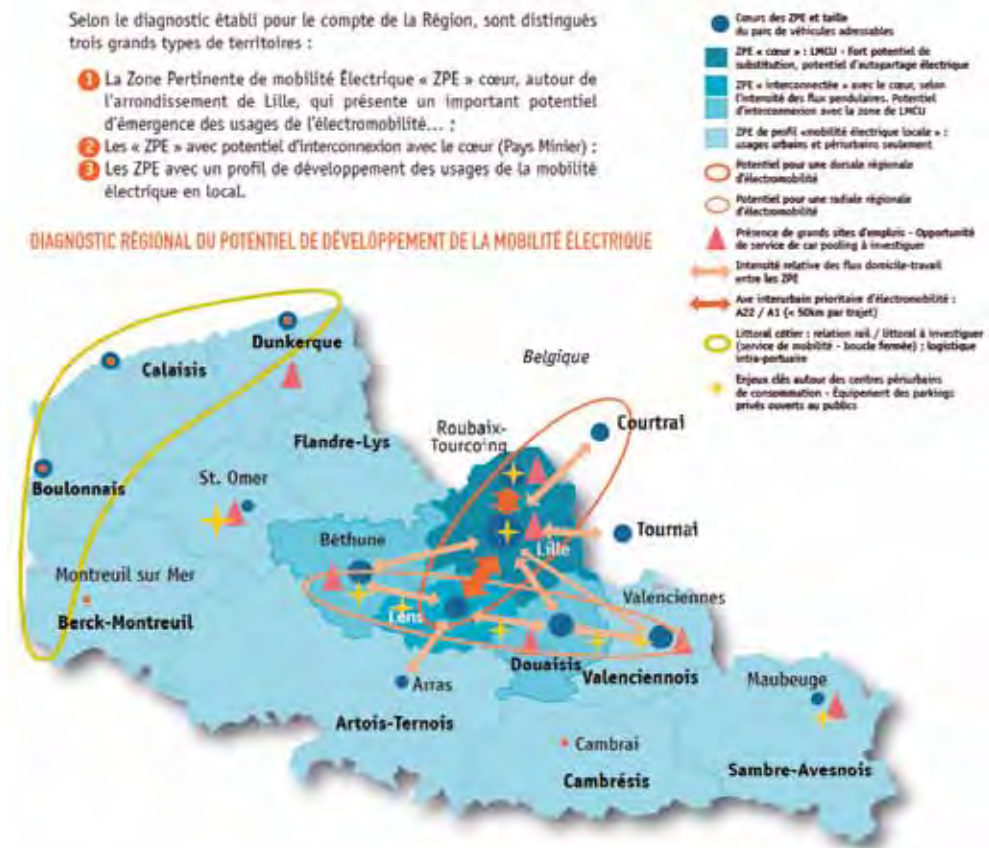 Selon le diagnostic établi pour le compte de la Région, sont distingués
trois grands types de territoires :
1 La Zone Pertinente de mobilité Électrique « ZPE » cœur, autour de
l'arrondissement de Lille, qui présente un important potentiel
d'émergence des usages de l'électromobilité... ;
2 Les « ZPE » avec potentiel d'interconnexion avec le cœur (Pays Minier) ;
3 Les ZPE avec un profil de développement des usages de la mobilité
électrique en local.
DIAGNOSTIC RÉGIONAL DU POTENTIEL DE DÉVELOPPEMENT DE LA MOBILITÉ ÉLECTRIQUE
Cœurs des ZPE et taille
du parc de véhicules adressables
ZPE « cœur » : LMCU - Fort potentiel de
substitution, potentiel d'autopartage électrique
ZPE « interconnectée » avec le cœur, selon
l'intensité des flux pendulaires. Potentiel
d'interconnexion avec la zone de LMCU
ZPE de profil «mobilité électrique locale » :
usages urbains et périurbains seulement
Potentiel pour une dorsale régionale
d'électromobilité
Potentiel pour une radiale régionale
d'électromobilité
Présence de grands sites d'emplois - Opportunité
de service de car pooling à investiguer
Intensité relative des flux domicile-travail
entre les ZPE
Axe interurbain prioritaire d'électromobilité :
A22 / A1 (< 50km par trajet)
Littoral côtier : relation rail / littoral à investiguer
(service de mobilité - boucle fermée) ; logistique
intra-portuaire
Enjeux clés autour des centres périurbains
de consommation - Équipement des parkings
privés ouverts au publics
Dunkerque
Calaisis
Belgique
Courtrai
Roubaix-
Tourcoing
Flandre-Lys
Boulonnais
St. Omer
Tournai
Béthune
Lille
Montreuil sur Mer
Valenciennes
Berck-Montreuil
Lens
Douaisis
Valenciennois
Maubeuge
Arras
Artois-Ternois
Cambrai
Cambrésis
Sambre-Avesnois